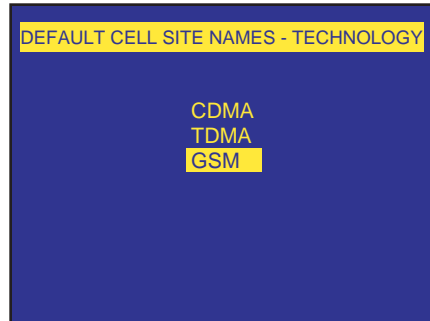 DEFAULT CELL SITE NAMES - TECHNOLOGY
CDMA
TDMA
GSM